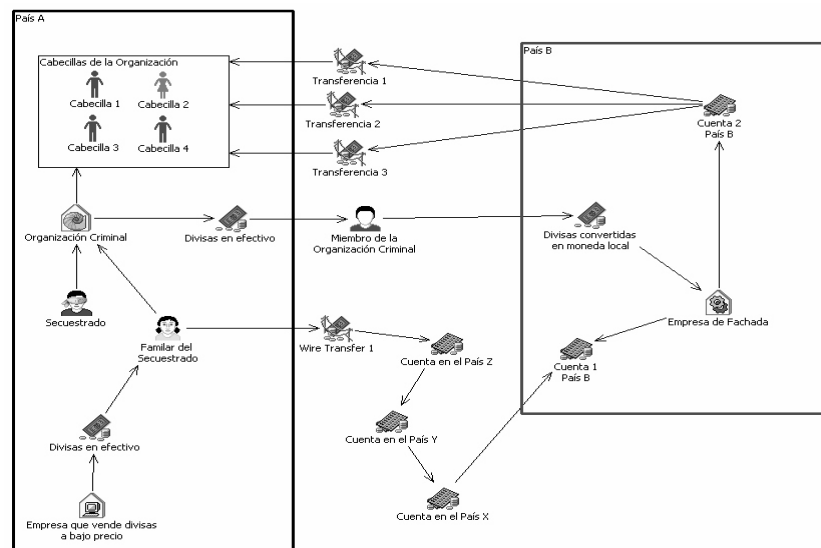 País A
Cabecillas de la Organización
Cabecilla 1
Cabecilla 2
Cabecilla 3
Cabecilla 4
Transferencia 1
Transferencia 2
Transferencia 3
País B
Cuenta 2
País B
Organización Criminal
Divisas en efectivo
Miembro de la
Organización Criminal
Divisas convertidas
en moneda local
Secuestrado
Familar del
Secuestrado
Wire Transfer 1
Cuenta en el País Z
Cuenta 1
País B
Empresa de Fachada
Divisas en efectivo
Cuenta en el País Y
Empresa que vende divisas
a bajo precio
Cuenta en el País X